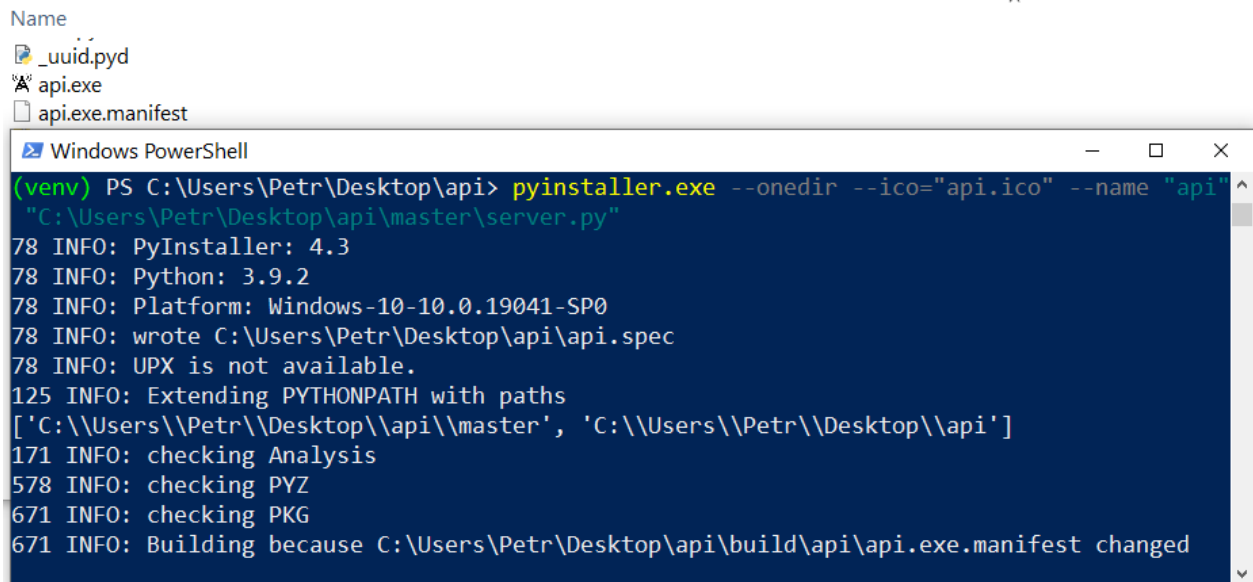 Name
_uuid.pyd
api.exe
api.exe.manifest
Windows PowerShell
(venv) PS C:\Users\Petr\Desktop\api> pyinstaller.exe --onedir --ico="api.ico" --name "api"
"C:\Users\Petr\Desktop\api\master\server.py"
78 INFO: PyInstaller: 4.3
78 INFO: Python: 3.9.2
78 INFO: Platform: Windows-10-10.0.19041-SP0
78 INFO: wrote C:\Users\Petr\Desktop\api\api.spec
78 INFO: UPX is not available.
125 INFO: Extending PYTHONPATH with paths
['C:\\Users\\Petr\\Desktop\\api\\master', 'C:\\Users\\Petr\\Desktop\\api']
171 INFO: checking Analysis
578 INFO: checking PYZ
671 INFO: checking PKG
671 INFO: Building because C:\Users\Petr\Desktop\api\build\api\api.exe.manifest changed